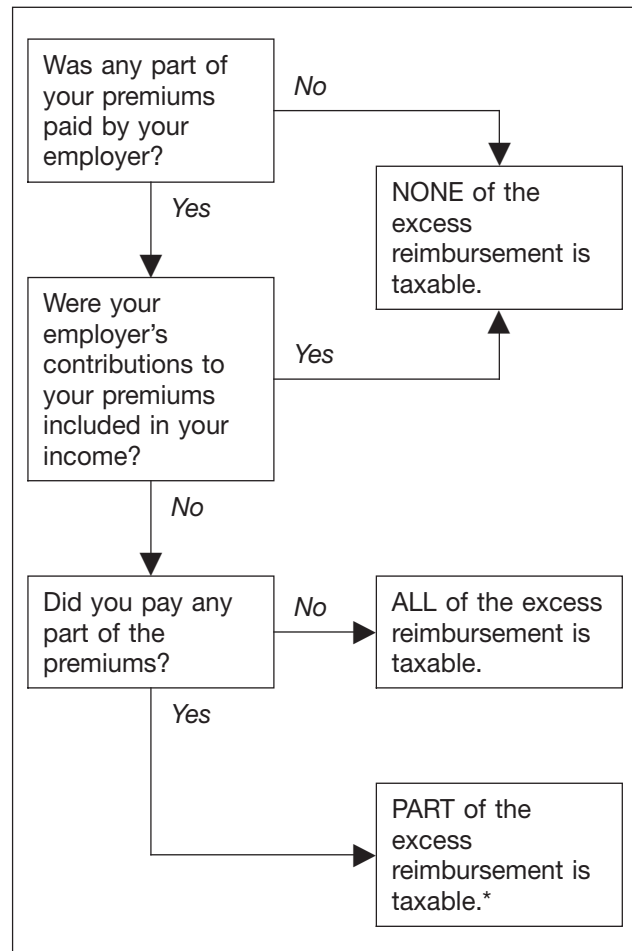 Was any part of
your premiums
paid by your
employer?
No
Yes
NONE of the
excess
reimbursement is
taxable.
Were your
employer’s
contributions to
your premiums
included in your
income?
Yes
No
Did you pay any
part of the
premiums?
No
ALL of the excess
reimbursement is
taxable.
Yes
PART of the
excess
reimbursement is
taxable.*